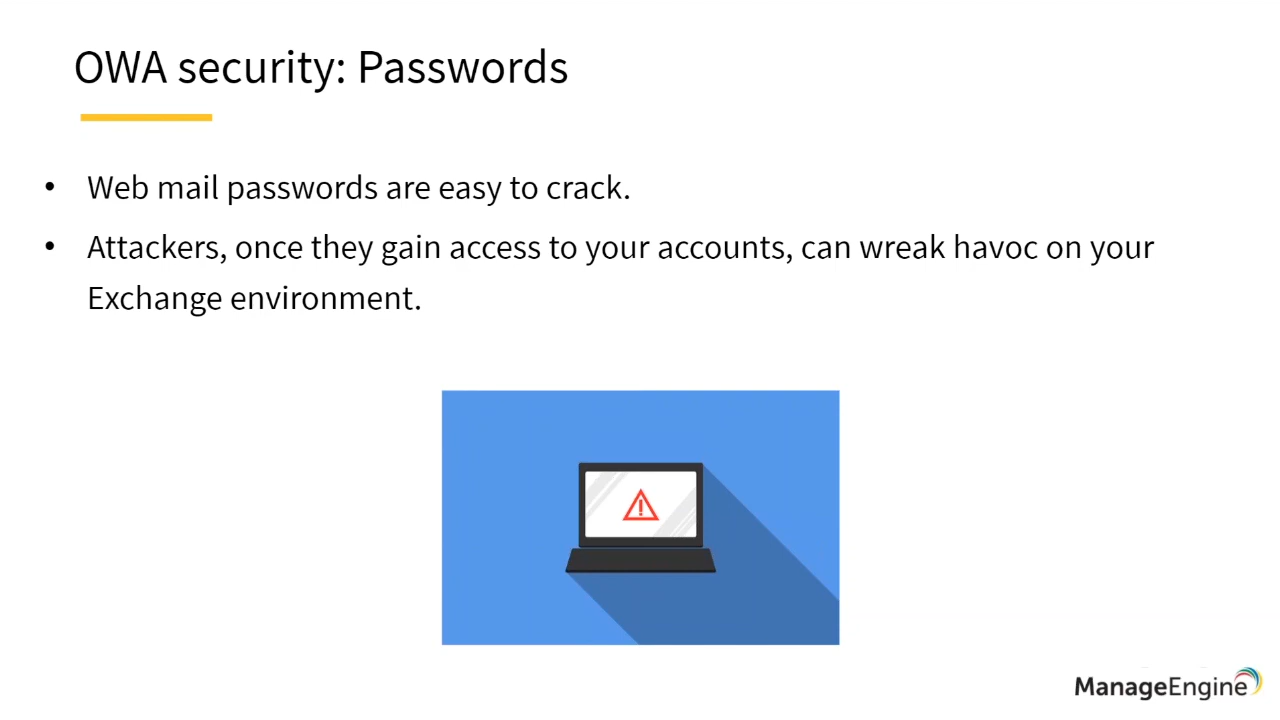 OWA security: Passwords
• Web mail passwords are easy to crack.
• Attackers, once they gain access to your accounts, can wreak havoc on your
Exchange environment.
ManageEngine